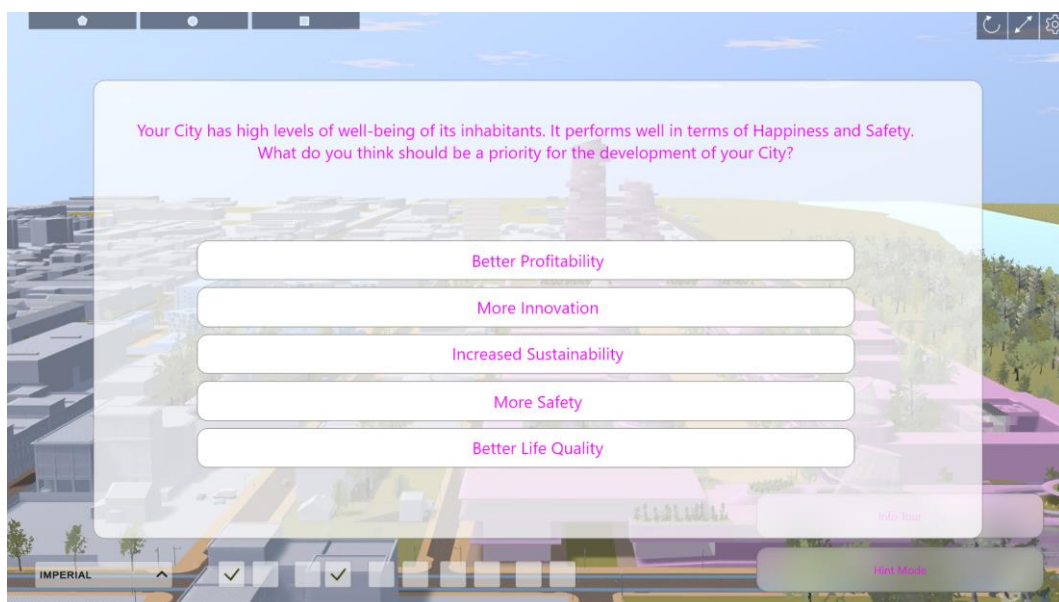 Your City has high levels of well-being of its inhabitants. It performs well in terms of Happiness and Safety.
What do you think should be a priority for the development of your City?
Better Profitability
More Innovation
Increased Sustainability
More Safety
Better Life Quality
Info Tour
Hint Mode
IMPERIAL